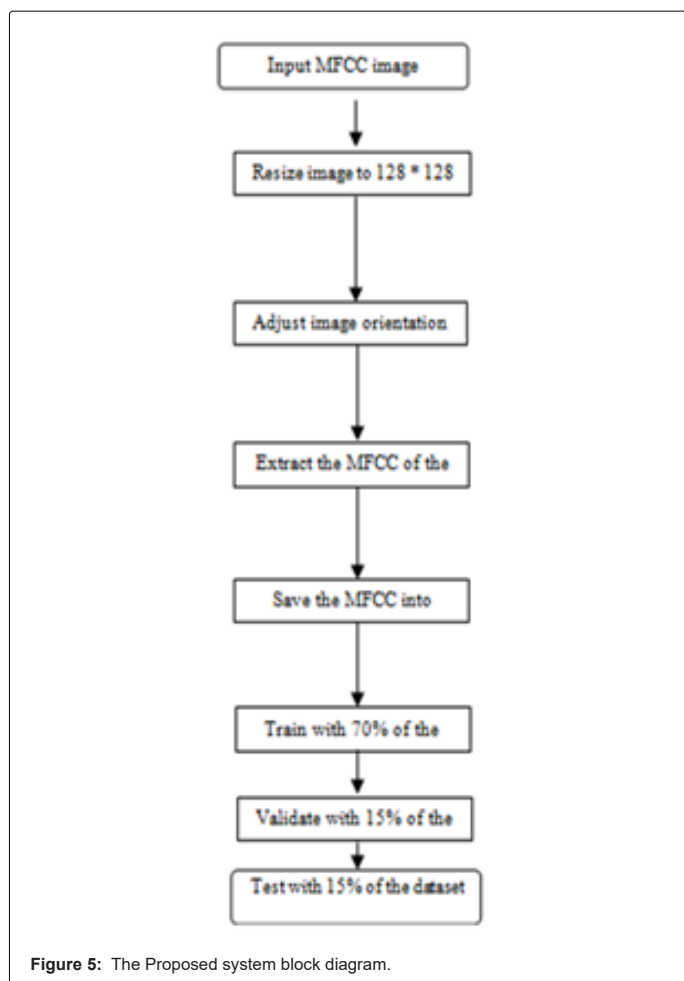 Input MFCC image
Resize image to 128 * 128
Adjust image orientation
Extract the MFCC of the
Save the MFCC into
Train with 70% of the
Validate with 15% of the
Test with 15% of the dataset
Figure 5: The Proposed system block diagram.